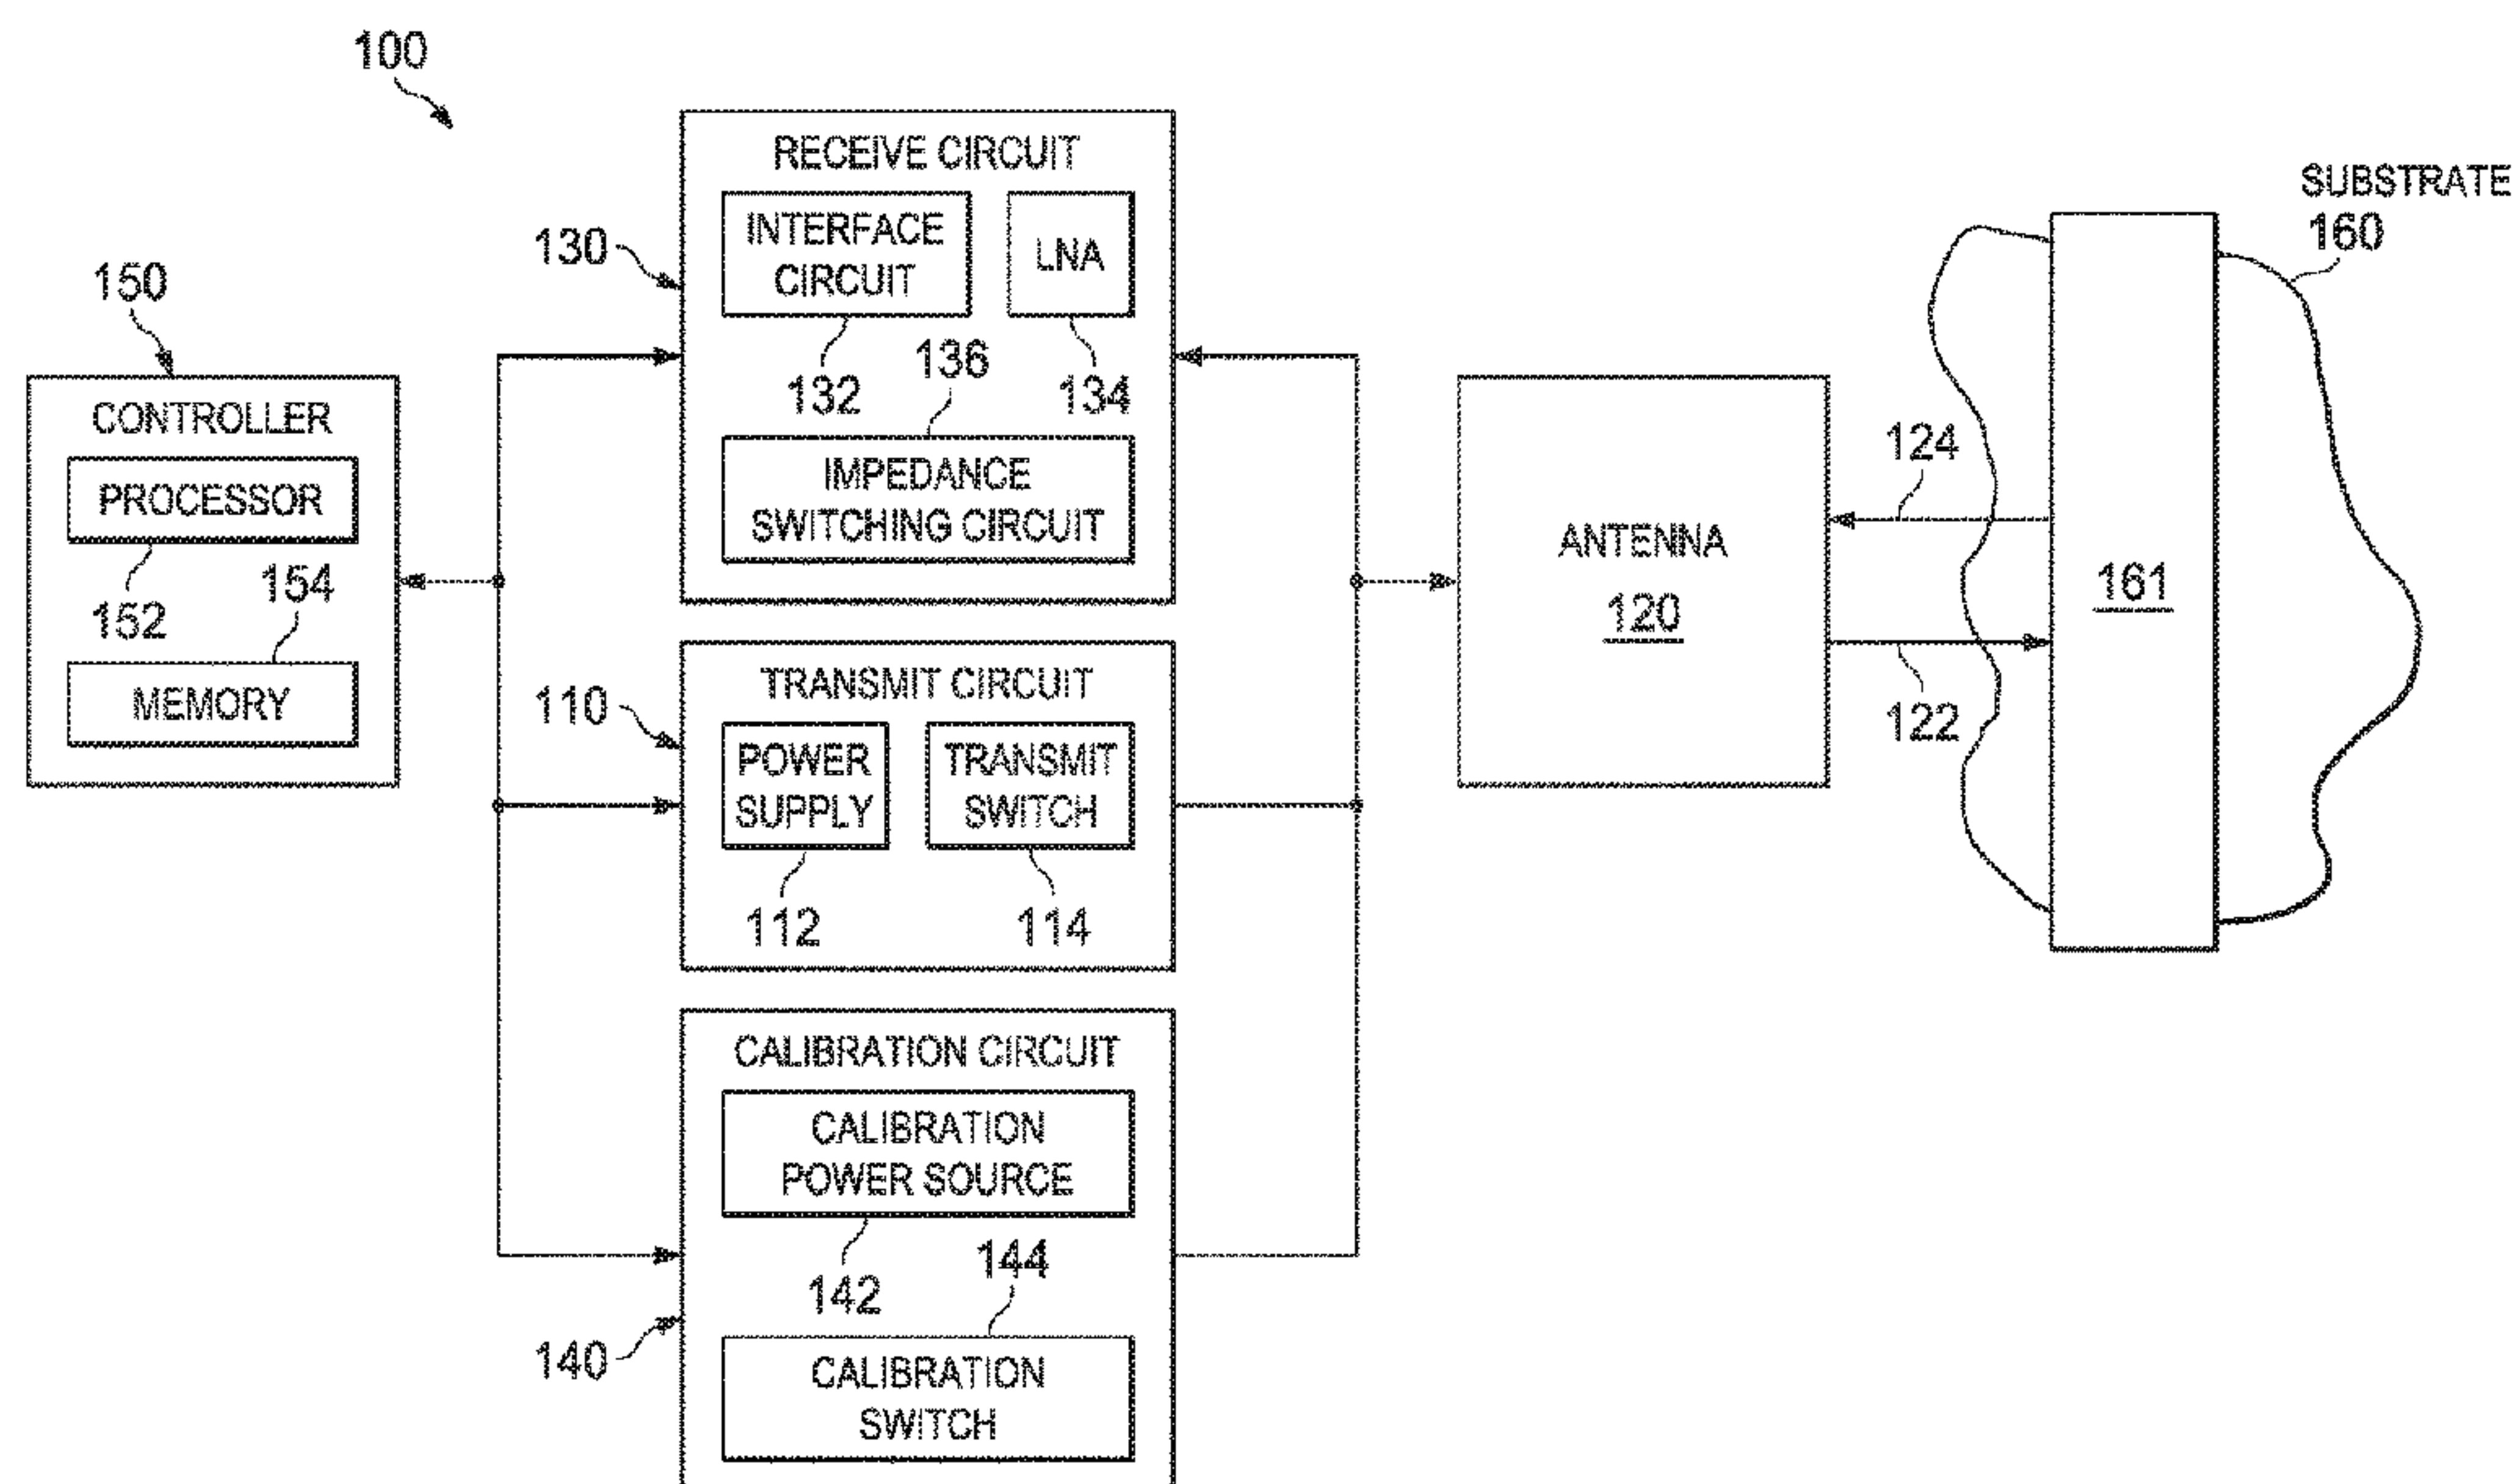 100
RECEIVE CIRCUIT
INTERFACE
CIRCUIT
LNA
130
132
136
134
IMPEDANCE
SWITCHING CIRCUIT
150
CONTROLLER
PROCESSOR
152
154
MEMORY
TRANSMIT CIRCUIT
110
POWER
SUPPLY
TRANSMIT
SWITCH
112
114
CALIBRATION CIRCUIT
CALIBRATION
POWER SOURCE
142
144
140
CALIBRATION
SWITCH
ANTENNA
120
124
122
161
SUBSTRATE
160